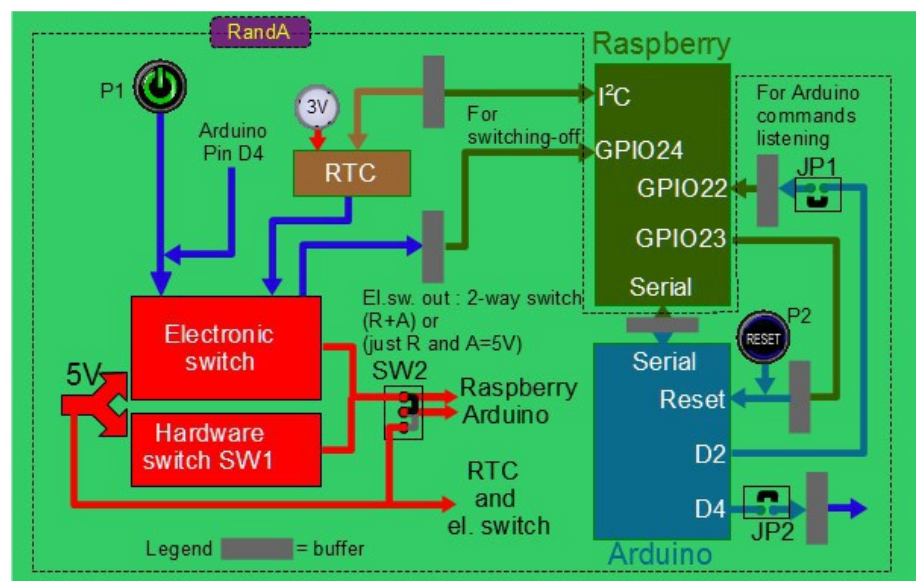 RandA
Raspberry
P1
3V
I²C
For Arduino
commands
listening
Arduino
Pin D4
For
switching-off
GPIO24
JP1
RTC
GPIO22
GPIO23
Serial
El.sw. out : 2-way switch
(R+A) or
(just R and A=5V)
P2
RESET
Electronic
switch
5V
SW2
Serial
Raspberry
Arduino
Reset
Hardware
switch SW1
D2
RTC
and
el. switch
D4
JP2
Legend = buffer
Arduino